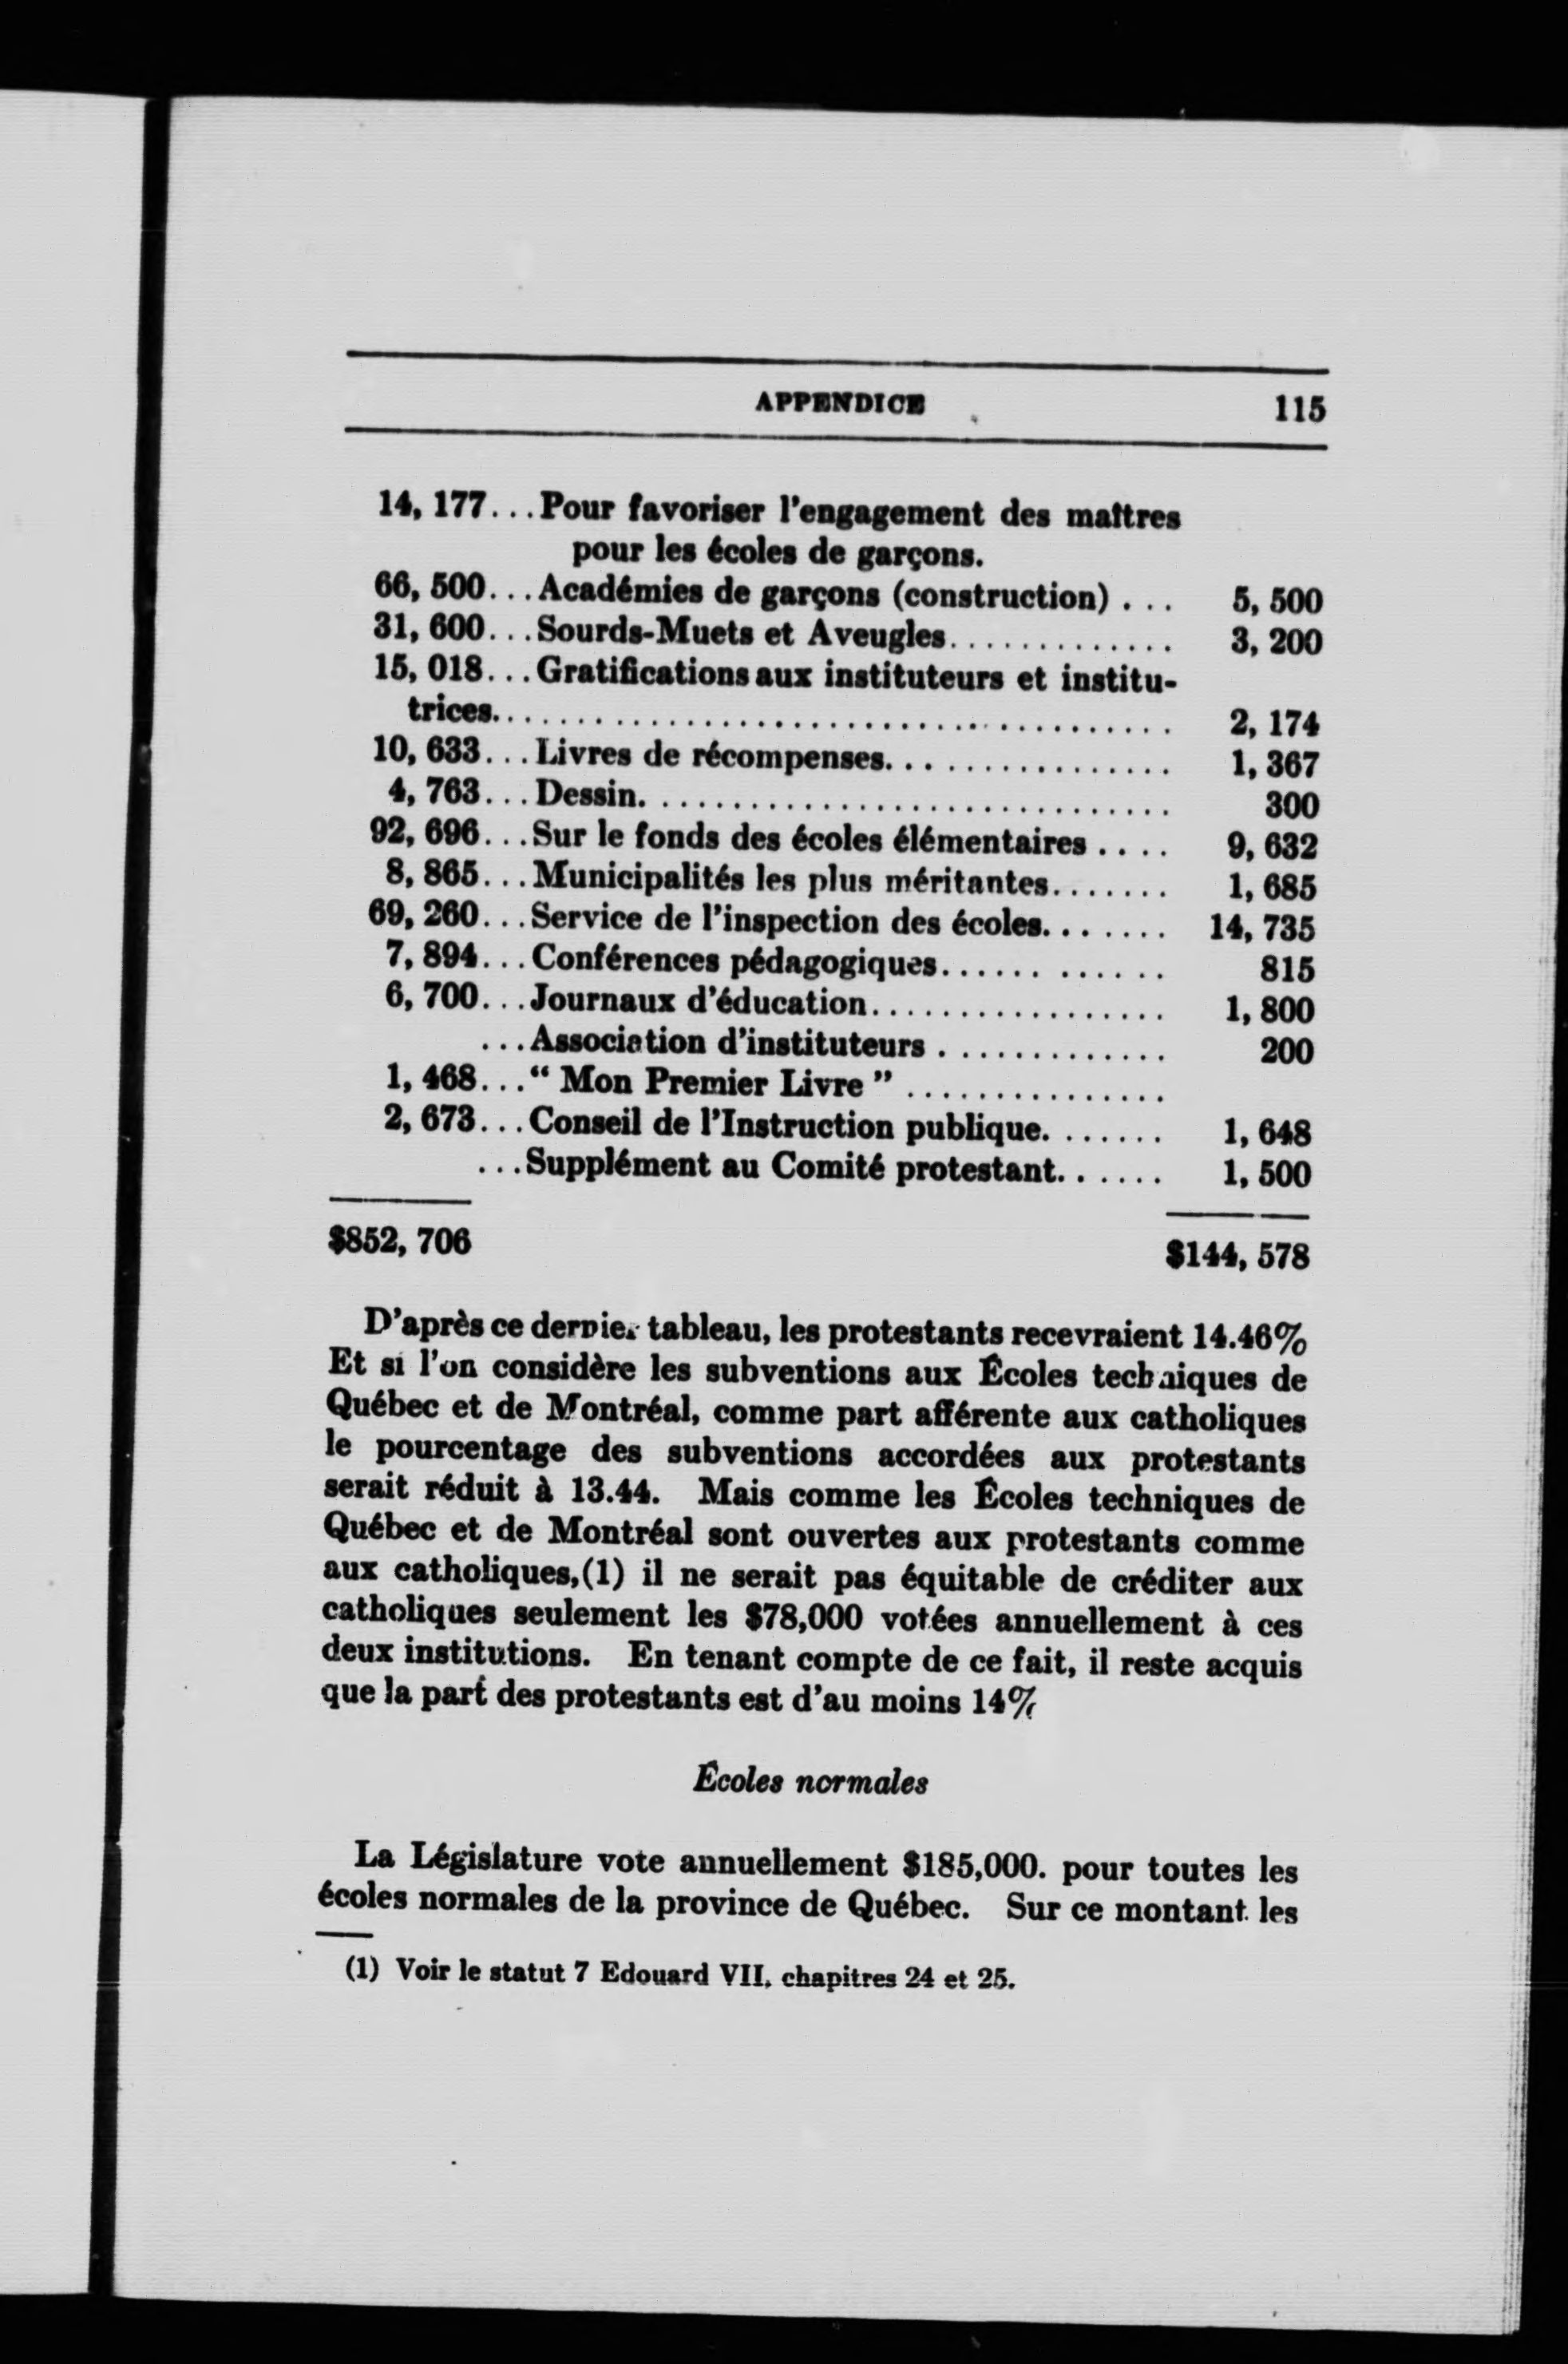 APPENDICE 115
14, 177...Pour favoriser l'engagement des maîtres
pour les écoles de garçons.
66, 500...Académies de garçons (construction) ... 5, 500
31, 600...Sourds-Muets et Aveugles.............. 3, 200
15, 018...Gratifications aux instituteurs et institu-
trices....................................... 2, 174
10, 633...Livres de récompenses................. 1, 367
4, 763...Dessin............................... 300
92, 696...Sur le fonds des écoles élémentaires .... 9, 632
8, 865...Municipalités les plus méritantes....... 1, 685
69, 260...Service de l'inspection des écoles....... 14, 735
7, 894...Conférences pédagogiques............. 815
6, 700...Journaux d'éducation................. 1, 800
...Association d'instituteurs ............. 200
1, 468..." Mon Premier Livre " ...............
2, 673...Conseil de l'Instruction publique....... 1, 648
...Supplément au Comité protestant...... 1, 500
$852, 706 $144, 578
D'après ce dernier tableau, les protestants recevraient 14.46%
Et si l'on considère les subventions aux Écoles techniques de
Québec et de Montréal, comme part afférente aux catholiques
le pourcentage des subventions accordées aux protestants
serait réduit à 13.44. Mais comme les Écoles techniques de
Québec et de Montréal sont ouvertes aux protestants comme
aux catholiques,(1) il ne serait pas équitable de créditer aux
catholiques seulement les $78,000 votées annuellement à ces
deux institutions. En tenant compte de ce fait, il reste acquis
que la part des protestants est d'au moins 14%
Écoles normales
La Législature vote annuellement $185,000. pour toutes les
écoles normales de la province de Québec. Sur ce montant les
(1) Voir le statut 7 Edouard VII, chapitres 24 et 25.